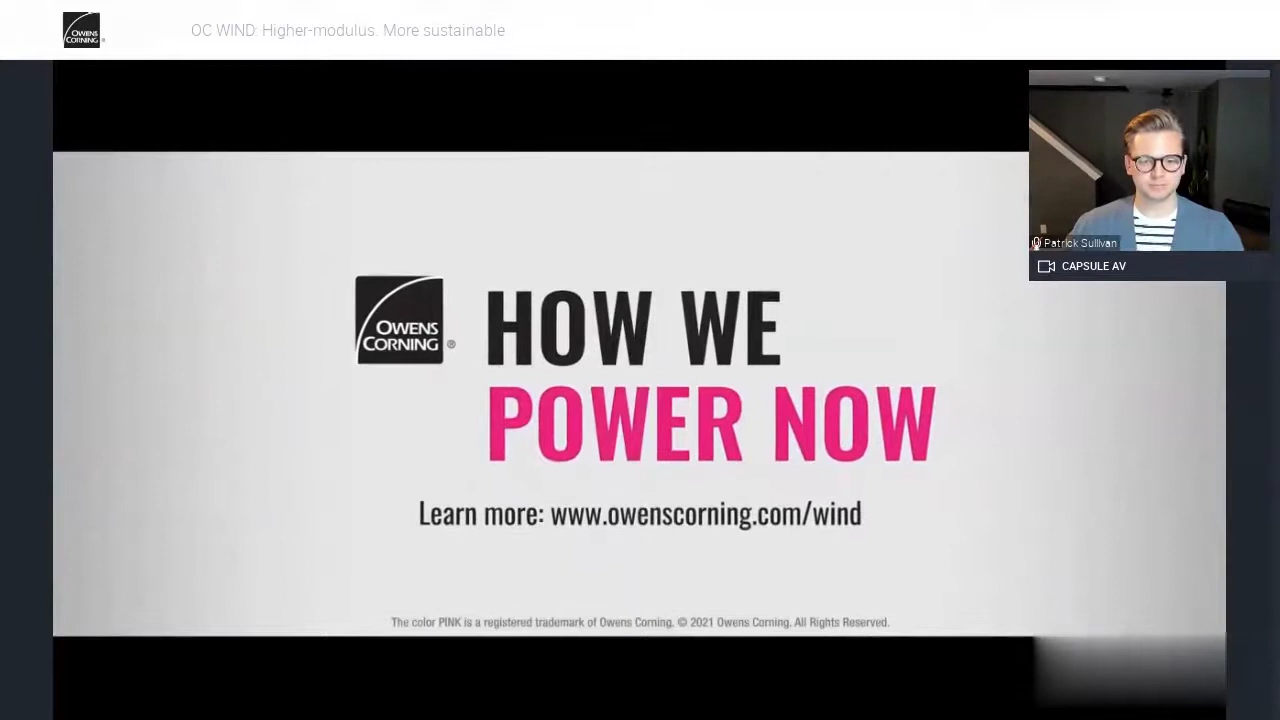 OWENS
CORNING
OC WIND: Higher-modulus. More sustainable
Patrick Sullivan
CAPSULE AV
OWENS
CORNING ®
HOW WE
POWER NOW
Learn more: www.owenscorning.com/wind
The color PINK is a registered trademark of Owens Corning. © 2021 Owens Corning. All Rights Reserved.